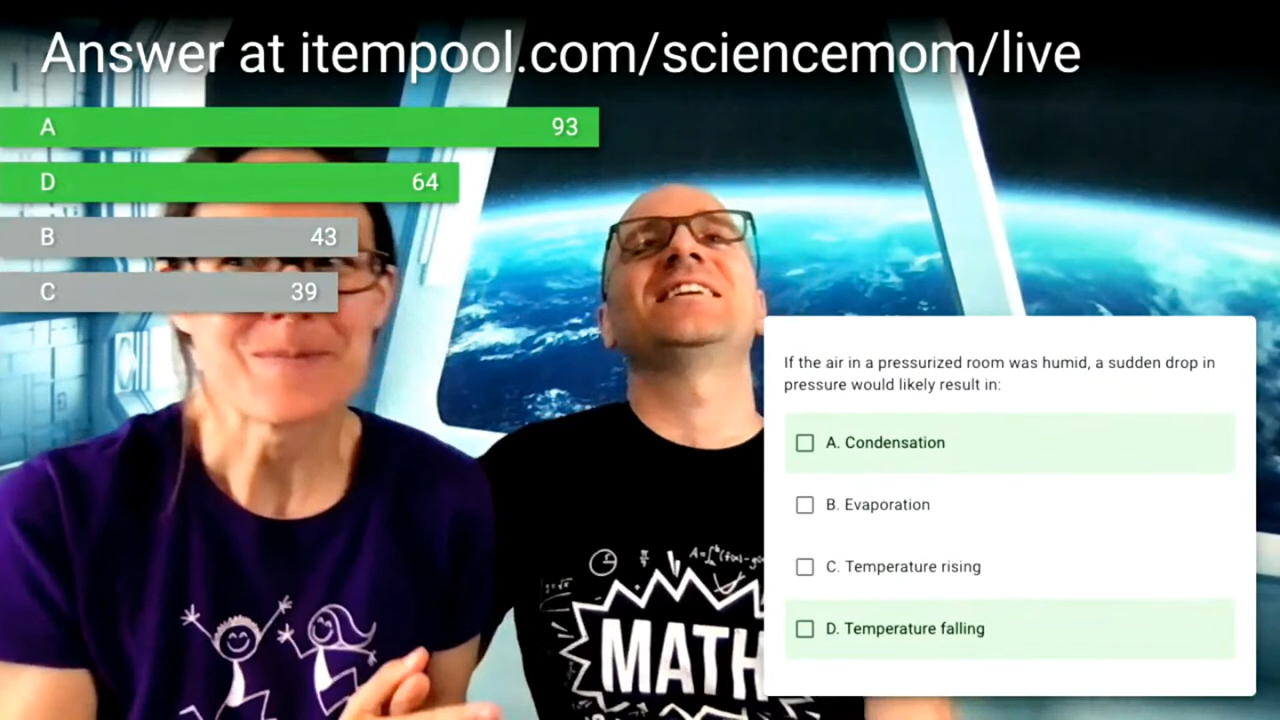 Answer at itempool.com/sciencemom/live
A 93
D 64
B 43
C 39
If the air in a pressurized room was humid, a sudden drop in
pressure would likely result in:
A. Condensation
B. Evaporation
C. Temperature rising
D. Temperature falling
MATH